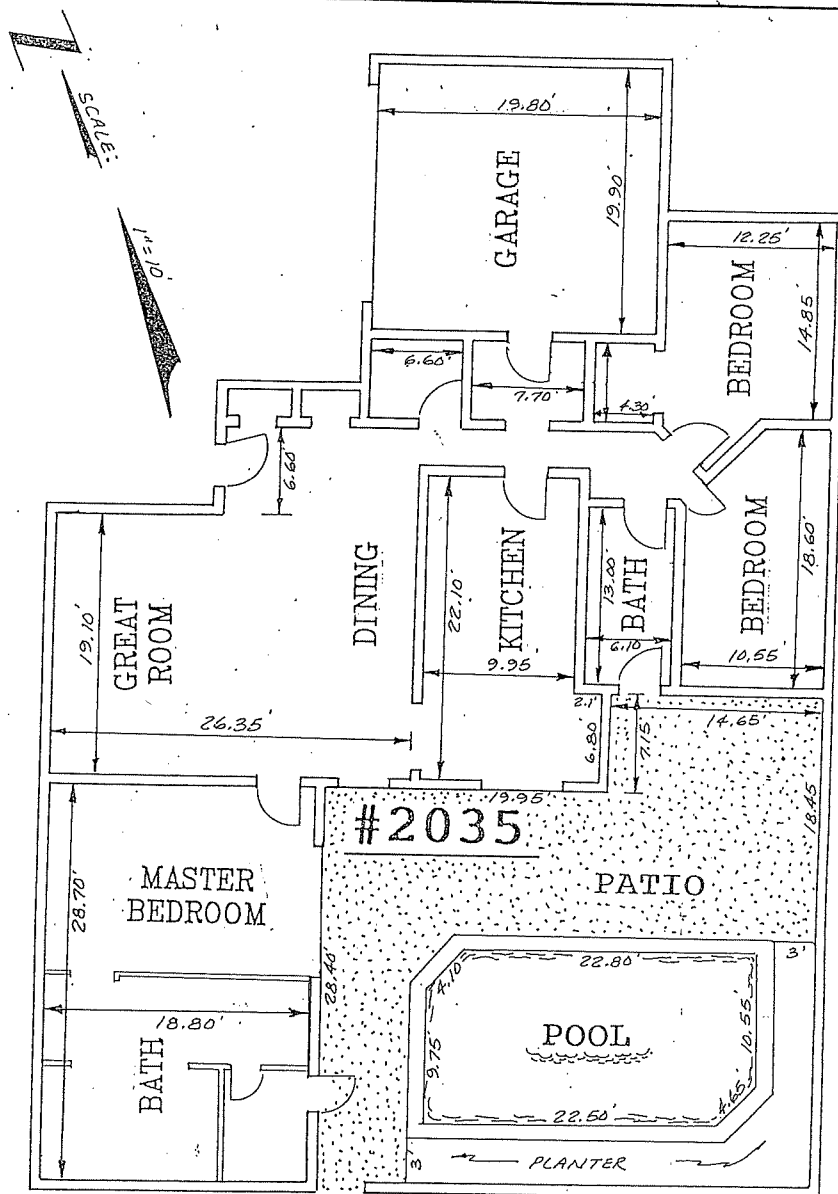 Z
SCALE:
1"=10'
19.80'
GARAGE
19.90'
12.25'
BEDROOM
14.85'
6.60'
7.70'
4.30'
6.60'
GREAT
ROOM
19.10'
26.35'
DINING
22.10'
KITCHEN
9.95
13.00'
BATH
6.10
BEDROOM
18.60'
10.55'
2.1'
6.80'
7.15
14.65'
18.45
19.95'
#2035
PATIO
MASTER
BEDROOM
28.70'
28.40'
18.80'
BATH
3'
4.10'
22.80'
9.75
POOL
10.55'
22.50'
4.65'
3'
PLANTER